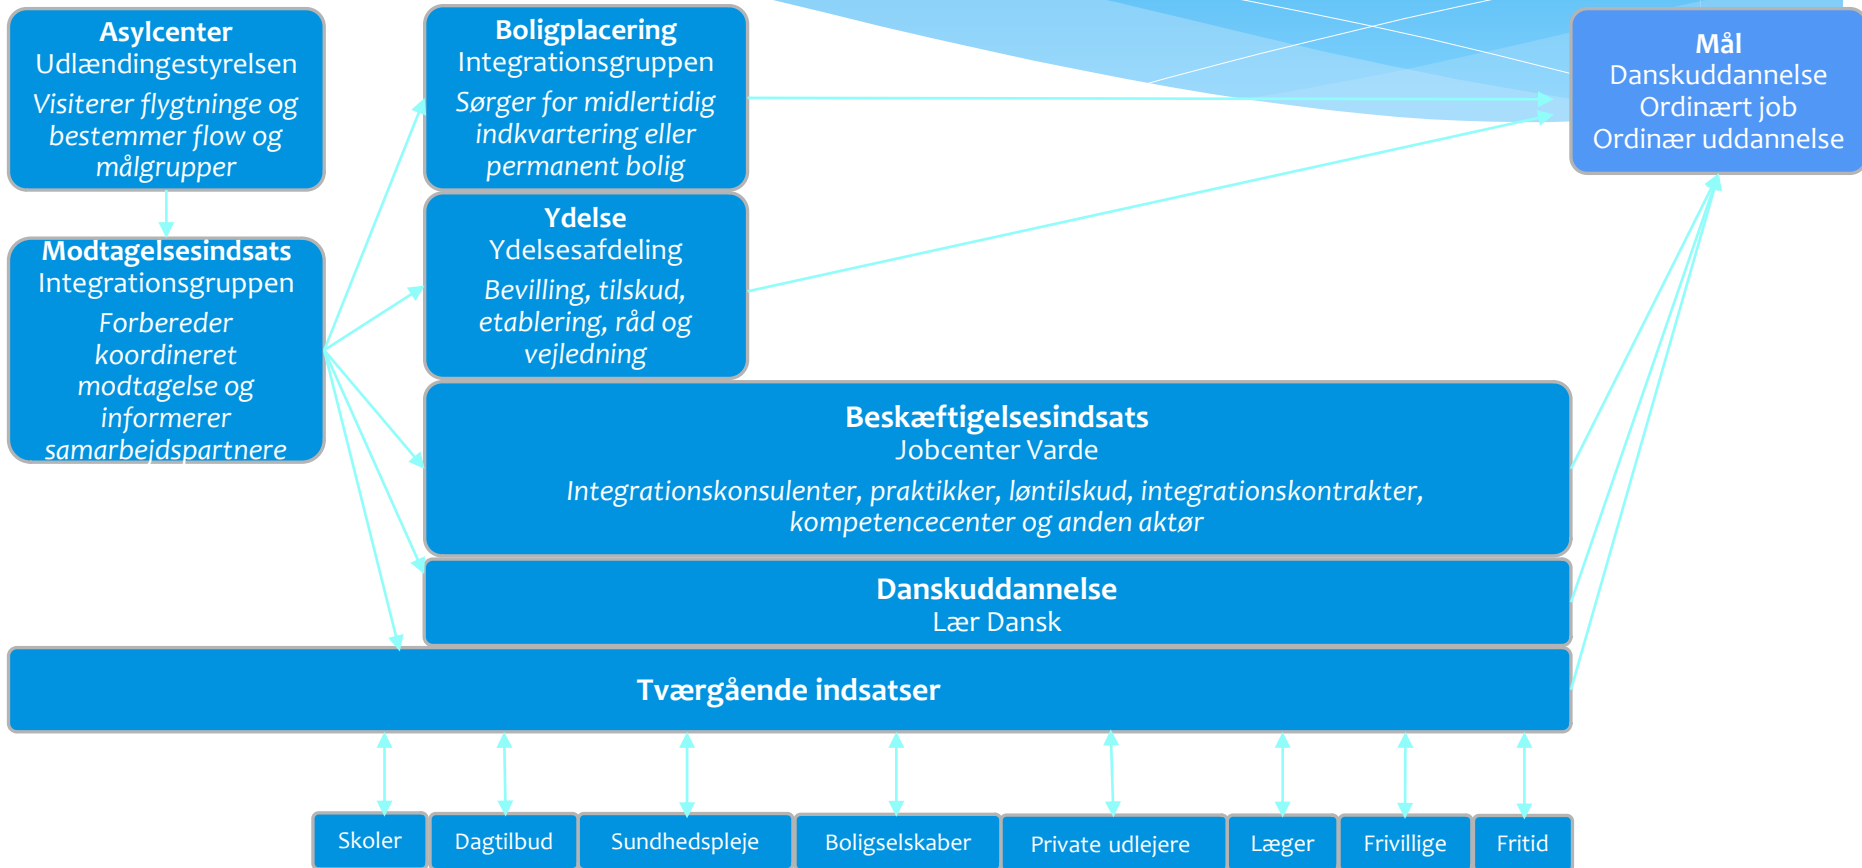 Asylcenter
Udlændingestyrelsen
Visiterer flygtninge og
bestemmer flow og
målgrupper
Modtagelsesindsats
Integrationsgruppen
Forbereder
koordineret
modtagelse og
informerer
samarbejdspartnere
Boligplacering
Integrationsgruppen
Sørger for midlertidig
indkvartering eller
permanent bolig
Ydelse
Ydelsesafdeling
Bevilling, tilskud,
etablering, råd og
vejledning
Beskæftigelsesindsats
Jobcenter Varde
Integrationskonsulenter, praktikker, løntilskud, integrationskontrakter,
kompetencecenter og anden aktør
Danskuddannelse
Lær Dansk
Tværgående indsatser
Mål
Danskuddannelse
Ordinært job
Ordinær uddannelse
Skoler
Dagtilbud
Sundhedspleje
Boligselskaber
Private udlejere
Læger
Frivillige
Fritid